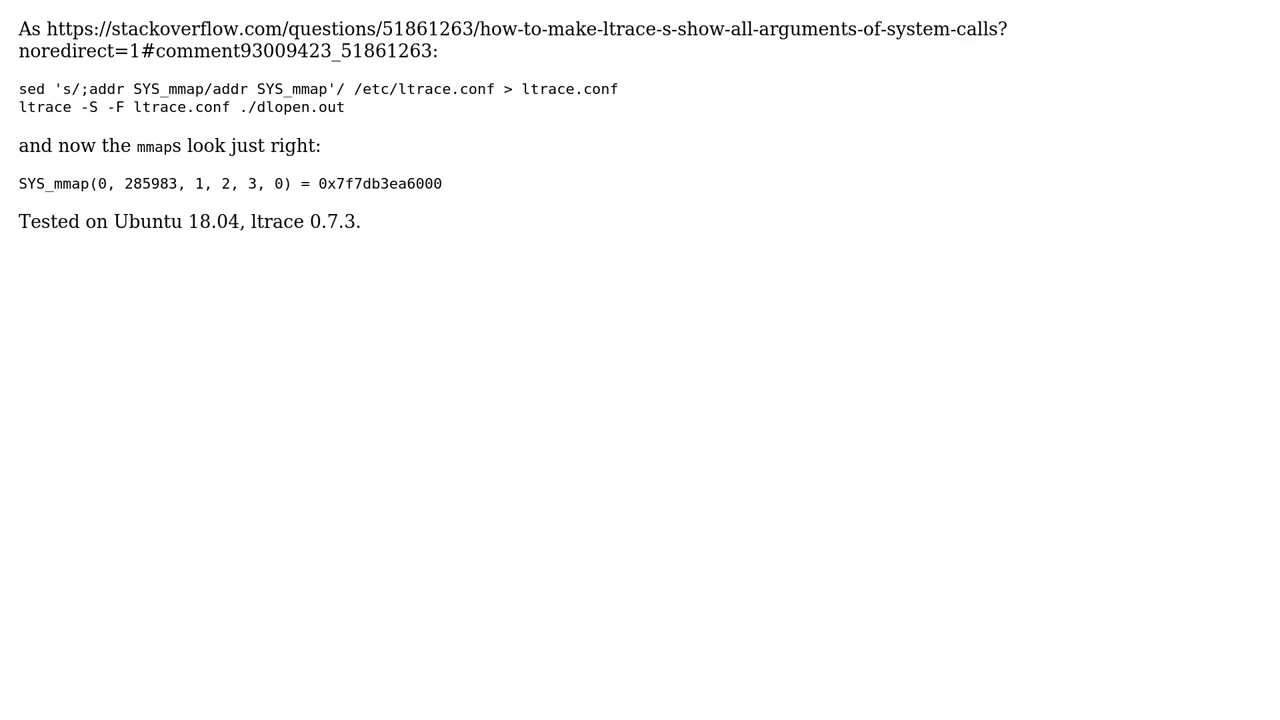 As https://stackoverflow.com/questions/51861263/how-to-make-ltrace-s-show-all-arguments-of-system-calls?
noredirect=1#comment93009423_51861263:
sed 's/;addr SYS_mmap/addr SYS_mmap'/ /etc/ltrace.conf > ltrace.conf
ltrace -S -F ltrace.conf ./dlopen.out
and now the mmaps look just right:
SYS_mmap(0, 285983, 1, 2, 3, 0) = 0x7f7db3ea6000
Tested on Ubuntu 18.04, ltrace 0.7.3.